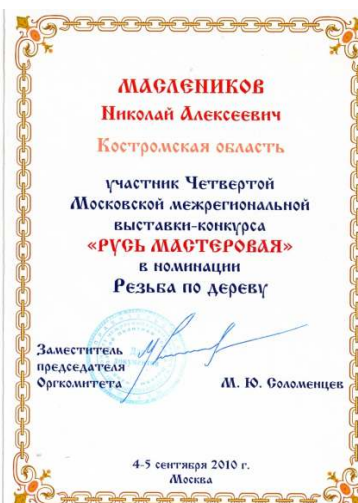 МАСЛЕНИКОВ
Николай Алексеевич
Костромская область
участник Четвертой
Московской межрегиональной
выставки-конкурса
«РУСЬ МАСТЕРОВАЯ»
в номинации
Резьба по дереву
Заместитель
председателя
Оргкомитета
М. Ю. Соломенцев
4-5 сентября 2010 г.
Москва